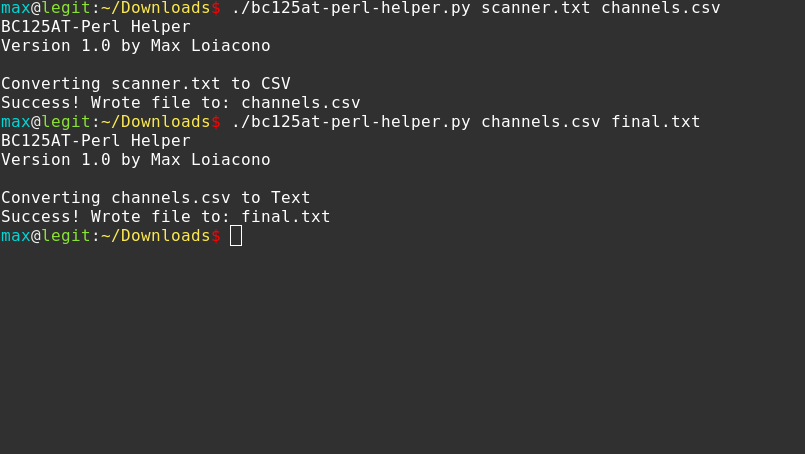 max@legit:~/Downloads$ ./bc125at-perl-helper.py scanner.txt channels.csv
BC125AT-Perl Helper
Version 1.0 by Max Loiacono
Converting scanner.txt to CSV
Success! Wrote file to: channels.csv
max@legit:~/Downloads$ ./bc125at-perl-helper.py channels.csv final.txt
BC125AT-Perl Helper
Version 1.0 by Max Loiacono
Converting channels.csv to Text
Success! Wrote file to: final.txt
max@legit:~/Downloads$